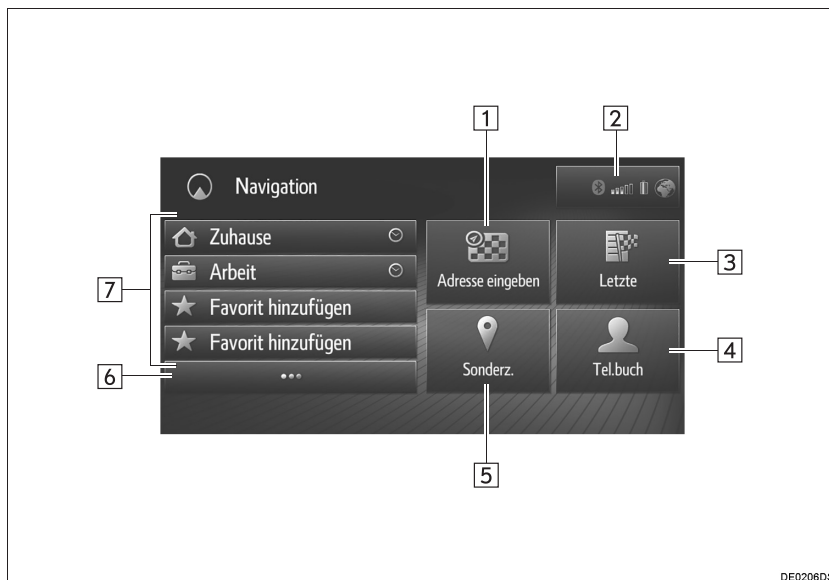 1
2
Navigation
Zuhause
Arbeit
Favorit hinzufügen
Favorit hinzufügen
...
Adresse eingeben
Letzte
3
7
Sonderz.
Tel.buch
4
6
5
DE0206DS